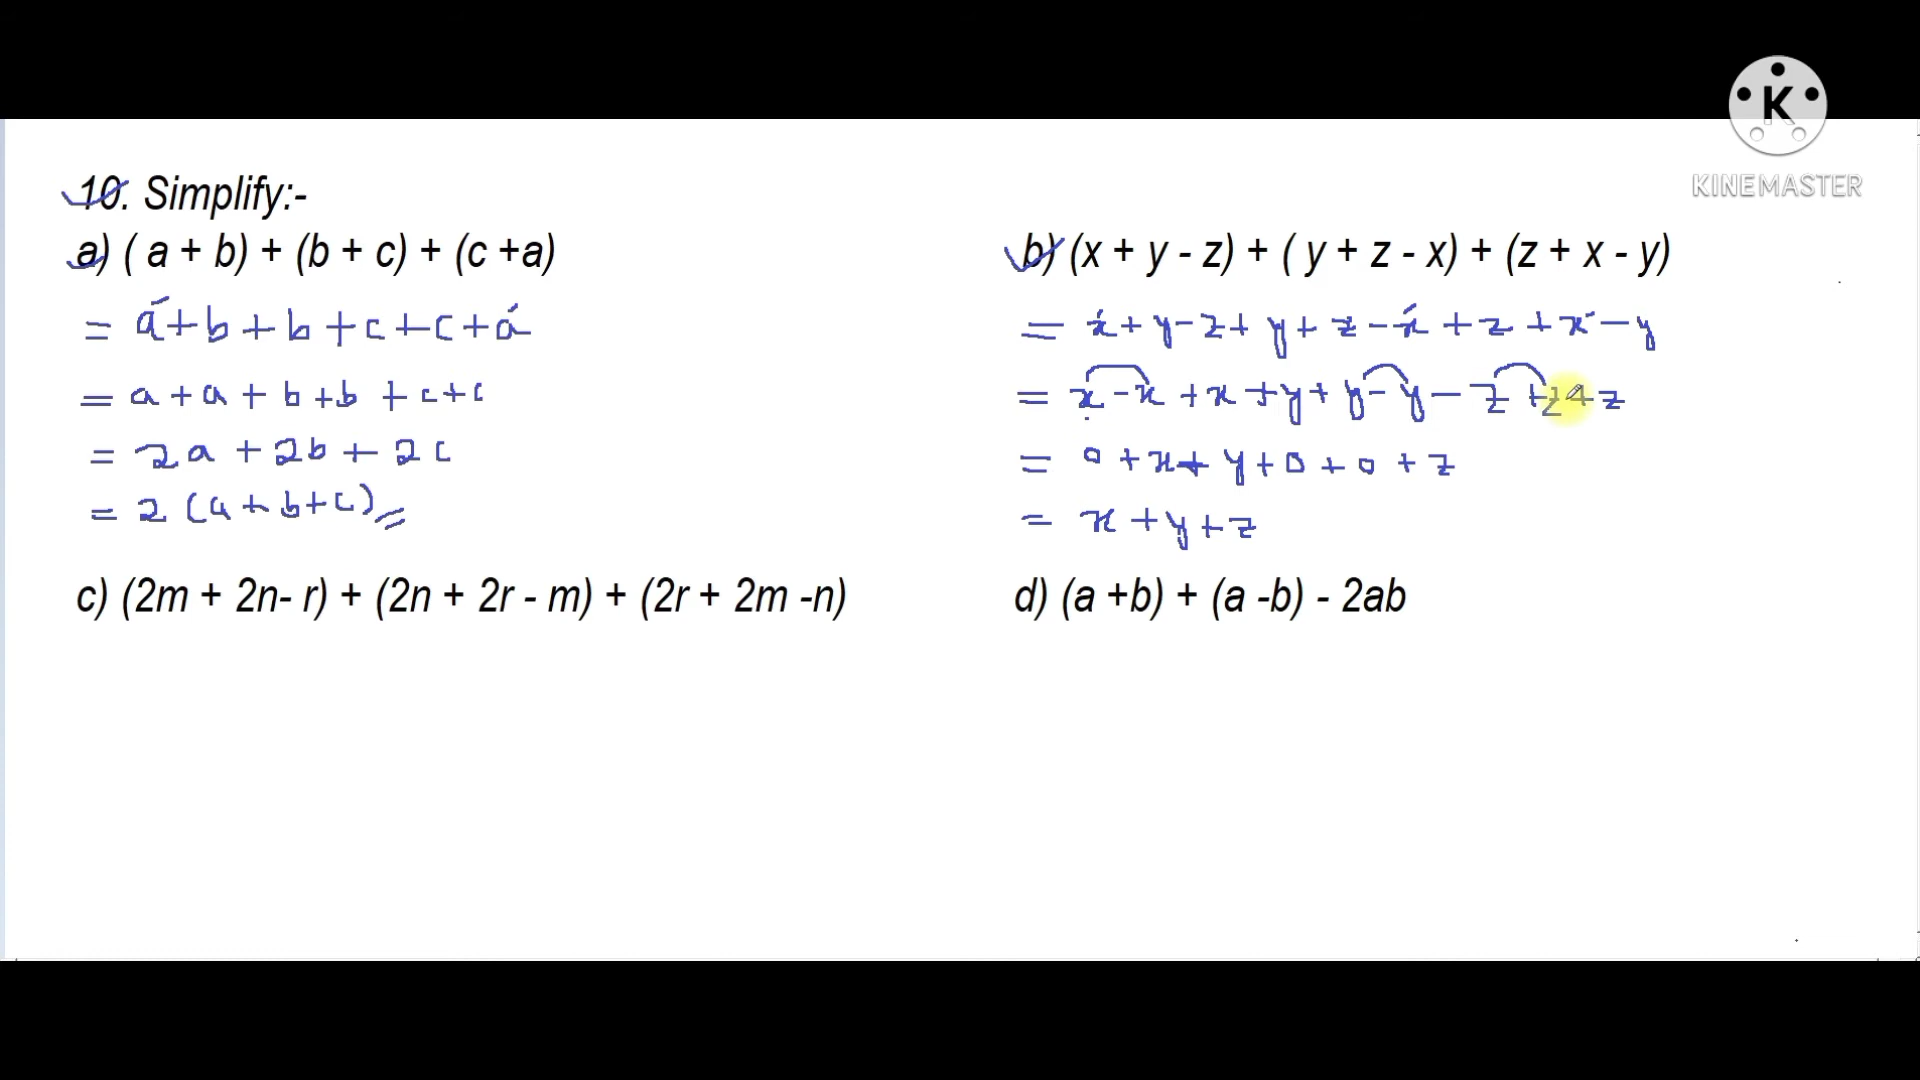 KINEMASTER
10. Simplify:-
a) ( a + b) + (b + c) + (c +a)
= a + b + b + c + c + a
= a + a + b + b + c + c
= 2a + 2b + 2c
= 2 (a + b + c)
b) (x + y - z) + ( y + z - x) + (z + x - y)
= x + y - z + y + z - x + z + x - y
= x - x + x + y + y - y - z + z + z
= 0 + x + y + 0 + 0 + z
= x + y + z
c) (2m + 2n- r) + (2n + 2r - m) + (2r + 2m -n)
d) (a +b) + (a -b) - 2ab